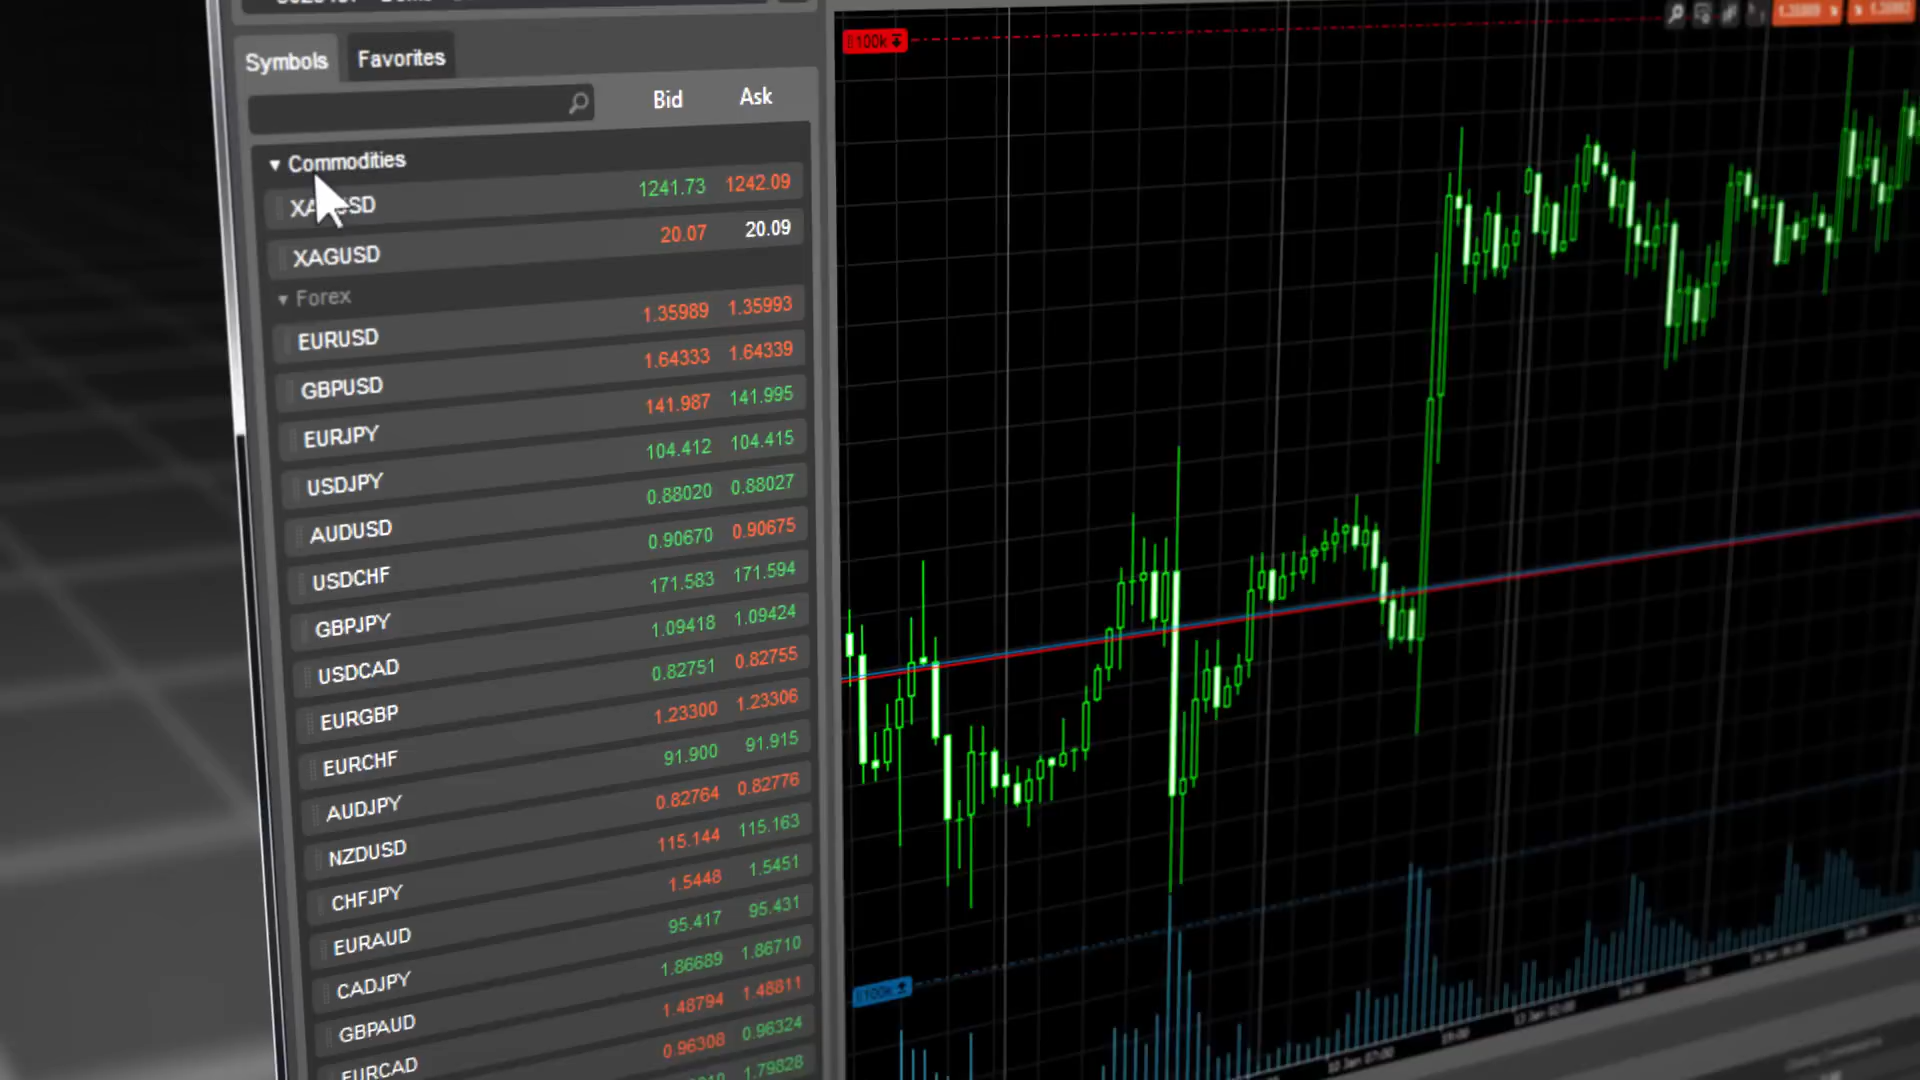 Symbols Favorites
Bid Ask
Commodities
1241.73 1242.09
XAGUSD 20.07 20.09
Forex
EURUSD 1.35989 1.35993
GBPUSD 1.64333 1.64339
EURJPY 141.987 141.995
USDJPY 104.412 104.415
AUDUSD 0.88020 0.88027
USDCHF 0.90670 0.90675
GBPJPY 171.583 171.594
USDCAD 1.09418 1.09424
EURGBP 0.82751 0.82755
EURCHF 1.23300 1.23306
AUDJPY 91.900 91.915
NZDUSD 0.82764 0.82776
CHFJPY 115.144 115.163
EURAUD 1.5448 1.5451
CADJPY 95.417 95.431
GBPAUD 1.86689 1.86710
EURCAD 1.48794 1.48811
0.96308 0.96324
1.79828
100k
100k
10 Jan 07:00